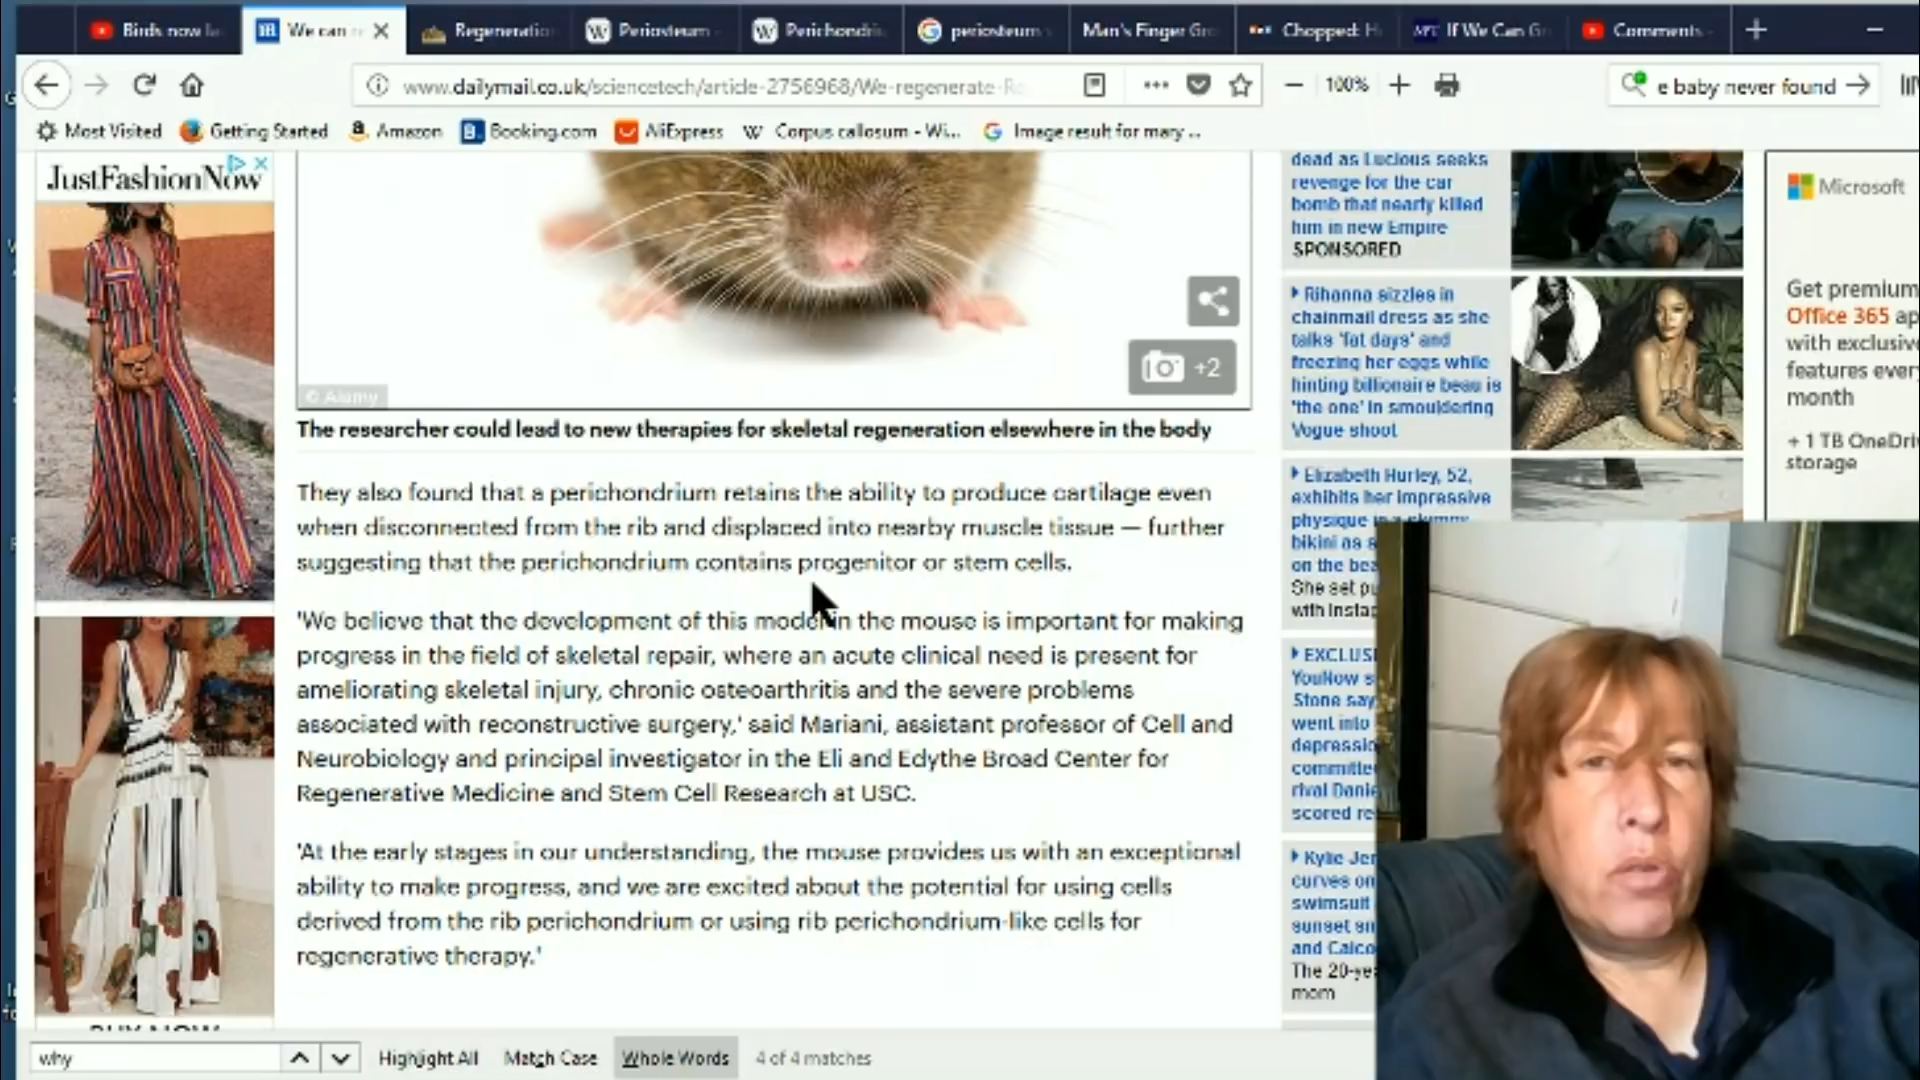 Birds now la
We can re
Regeneratio
Periosteum -
Perichondri
periosteum
Man's Finger Gro
Chopped: H
If We Can Gr
Comments -
www.dailymail.co.uk/sciencetech/article-2756968/We-regenerate-R
100%
e baby never found
Most Visited
Getting Started
Amazon
Booking.com
AliExpress
Corpus callosum - Wi...
Image result for mary ...
JustFashionNow
© Alamy
+2
The researcher could lead to new therapies for skeletal regeneration elsewhere in the body
They also found that a perichondrium retains the ability to produce cartilage even
when disconnected from the rib and displaced into nearby muscle tissue — further
suggesting that the perichondrium contains progenitor or stem cells.
'We believe that the development of this model in the mouse is important for making
progress in the field of skeletal repair, where an acute clinical need is present for
ameliorating skeletal injury, chronic osteoarthritis and the severe problems
associated with reconstructive surgery,' said Mariani, assistant professor of Cell and
Neurobiology and principal investigator in the Eli and Edythe Broad Center for
Regenerative Medicine and Stem Cell Research at USC.
'At the early stages in our understanding, the mouse provides us with an exceptional
ability to make progress, and we are excited about the potential for using cells
derived from the rib perichondrium or using rib perichondrium-like cells for
regenerative therapy.'
dead as Lucious seeks
revenge for the car
bomb that nearly killed
him in new Empire
SPONSORED
Rihanna sizzles in
chainmail dress as she
talks 'fat days' and
freezing her eggs while
hinting billionaire beau is
'the one' in smouldering
Vogue shoot
Elizabeth Hurley, 52,
exhibits her impressive
physique in a skimpy
bikini as s
on the bea
She set pu
with Insta
EXCLUSI
YouNow s
Stone say
went into
depressio
committe
rival Danie
scored re
Kylie Jen
curves on
swimsuit
sunset sn
and Caico
The 20-yea
mom
Microsoft
Get premium
Office 365 ap
with exclusive
features every
month
+ 1 TB OneDri
storage
BUY NOW
why
Highlight All
Match Case
Whole Words
4 of 4 matches